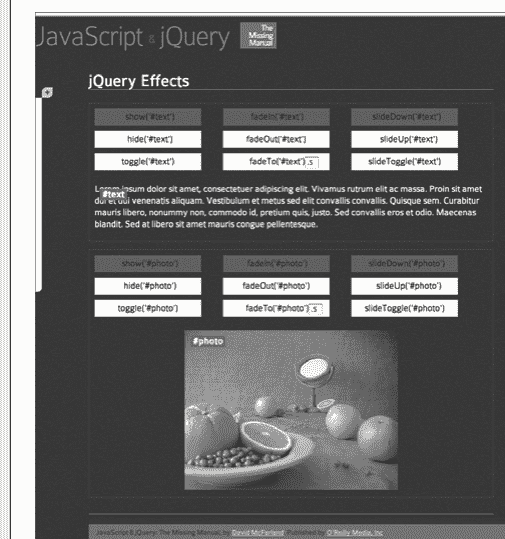 JavaScript & jQuery The Missing Manual
jQuery Effects
show('#text') fadeIn('#text') slideDown('#text')
hide('#text') fadeOut('#text') slideUp('#text')
toggle('#text') fadeTo('#text') .5 slideToggle('#text')
#text
Lorem ipsum dolor sit amet, consectetuer adipiscing elit. Vivamus rutrum elit ac massa. Proin sit amet
dui et dui venenatis aliquam. Vestibulum et metus sed elit convallis convallis. Quisque sem. Curabitur
mauris libero, nonummy non, commodo id, pretium quis, justo. Sed convallis eros et odio. Maecenas
blandit. Sed at libero sit amet mauris congue pellentesque.
show('#photo') fadeIn('#photo') slideDown('#photo')
hide('#photo') fadeOut('#photo') slideUp('#photo')
toggle('#photo') fadeTo('#photo') .5 slideToggle('#photo')
#photo
JavaScript & jQuery: The Missing Manual, by David McFarland. Published by O'Reilly Media, Inc